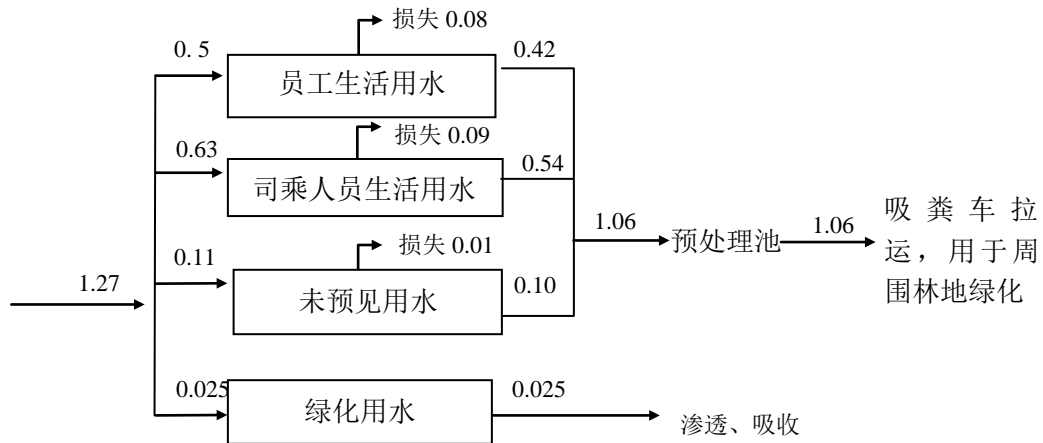 损失 0.08
0. 5
0.42
员工生活用水
损失 0.09
0.63
0.54
司乘人员生活用水
1.06
预处理池
1.06
吸粪车拉
运，用于周
围林地绿化
损失 0.01
0.11
1.27
0.10
未预见用水
0.025
绿化用水
0.025
渗透、吸收